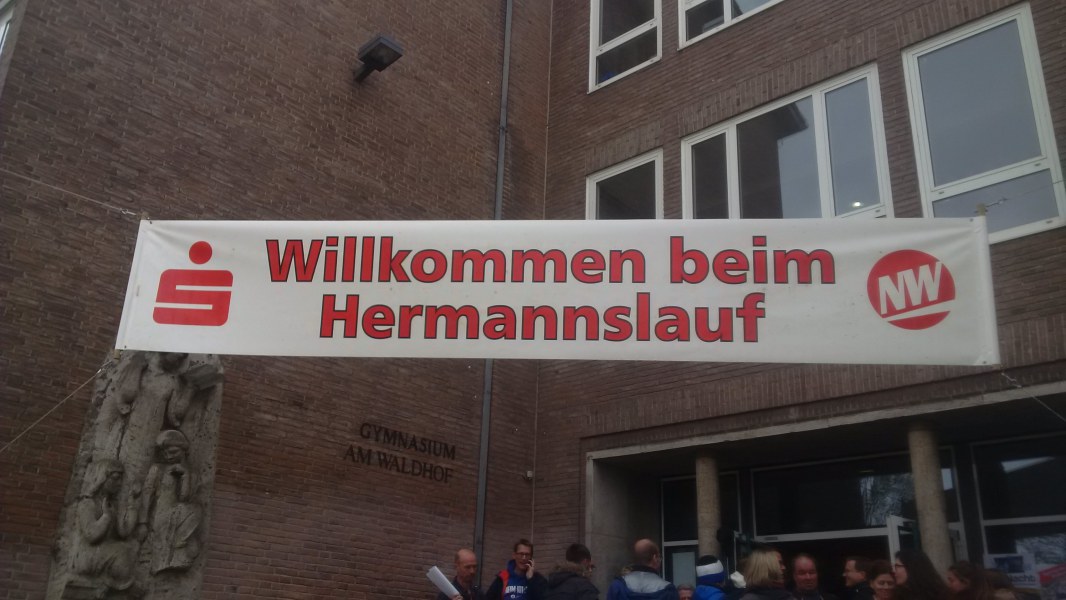 Willkommen beim
Hermannslauf
NW
GYMNASIUM
AM WALDHOF